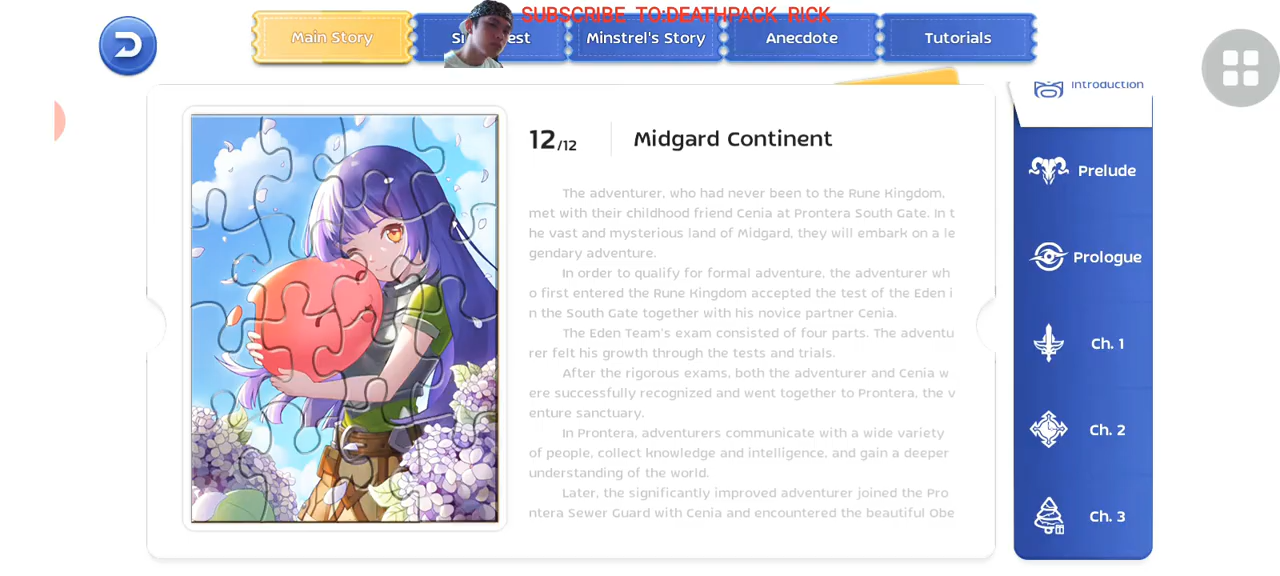 SUBSCRIBE TO:DEATHPACK RICK
Main Story
Minstrel's Story
Anecdote
Tutorials
12/12
Midgard Continent
The adventurer, who had never been to the Rune Kingdom,
met with their childhood friend Cenia at Prontera South Gate. In t
he vast and mysterious land of Midgard, they will embark on a le
gendary adventure.
In order to qualify for formal adventure, the adventurer wh
o first entered the Rune Kingdom accepted the test of the Eden i
n the South Gate together with his novice partner Cenia.
The Eden Team's exam consisted of four parts. The adventu
rer felt his growth through the tests and trials.
After the rigorous exams, both the adventurer and Cenia w
ere successfully recognized and went together to Prontera, the v
enture sanctuary.
In Prontera, adventurers communicate with a wide variety
of people, collect knowledge and intelligence, and gain a deeper
understanding of the world.
Later, the significantly improved adventurer joined the Pro
ntera Sewer Guard with Cenia and encountered the beautiful Obe
Introduction
Prelude
Prologue
Ch. 1
Ch. 2
Ch. 3